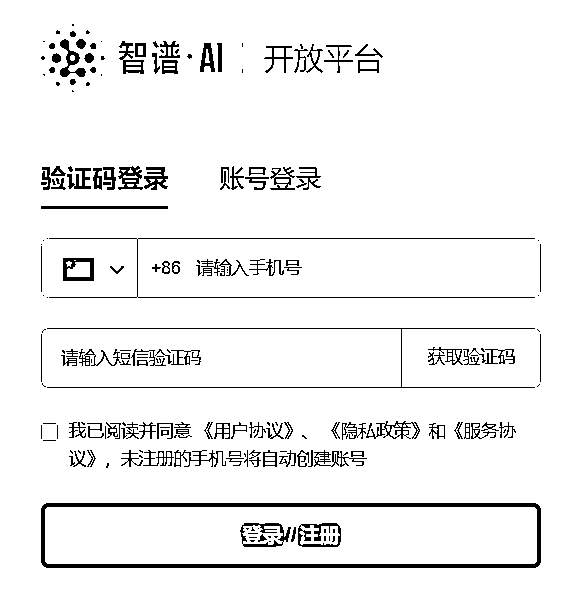 智谱·AI 开放平台
验证码登录 账号登录
+86 请输入手机号
请输入短信验证码 获取验证码
我已阅读并同意 《用户协议》、 《隐私政策》和《服务协
议》，未注册的手机号将自动创建账号
登录/注册